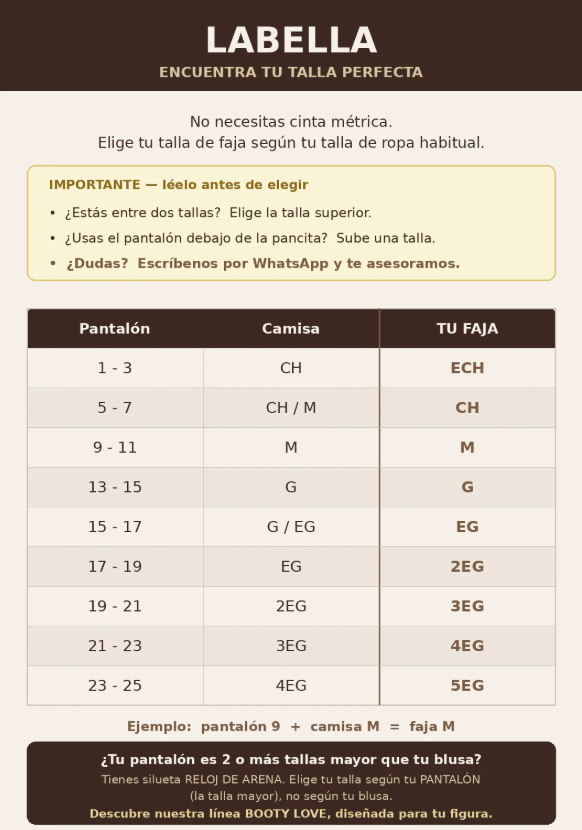 LABELLA
ENCUENTRA TU TALLA PERFECTA
No necesitas cinta métrica.
Elige tu talla de faja según tu talla de ropa habitual.
IMPORTANTE — léelo antes de elegir
• ¿Estás entre dos tallas? Elige la talla superior.
• ¿Usas el pantalón debajo de la pancita? Sube una talla.
• ¿Dudas? Escríbenos por WhatsApp y te asesoramos.
Pantalón Camisa TU FAJA
1 - 3 CH ECH
5 - 7 CH / M CH
9 - 11 M M
13 - 15 G G
15 - 17 G / EG EG
17 - 19 EG 2EG
19 - 21 2EG 3EG
21 - 23 3EG 4EG
23 - 25 4EG 5EG
Ejemplo: pantalón 9 + camisa M = faja M
¿Tu pantalón es 2 o más tallas mayor que tu blusa?
Tienes silueta RELOJ DE ARENA. Elige tu talla según tu PANTALÓN
(la talla mayor), no según tu blusa.
Descubre nuestra línea BOOTY LOVE, diseñada para tu figura.